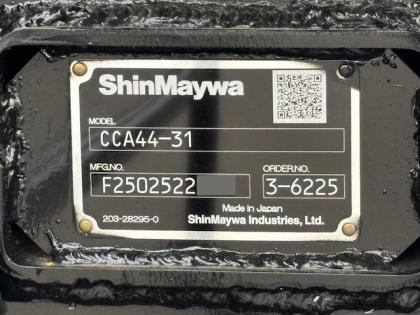 ShinMaywa
MODEL
CCA44-31
MFG.NO. ORDER.NO.
F2502522 3-6225
Made in Japan
203-28295-0 ShinMaywa Industries, Ltd.